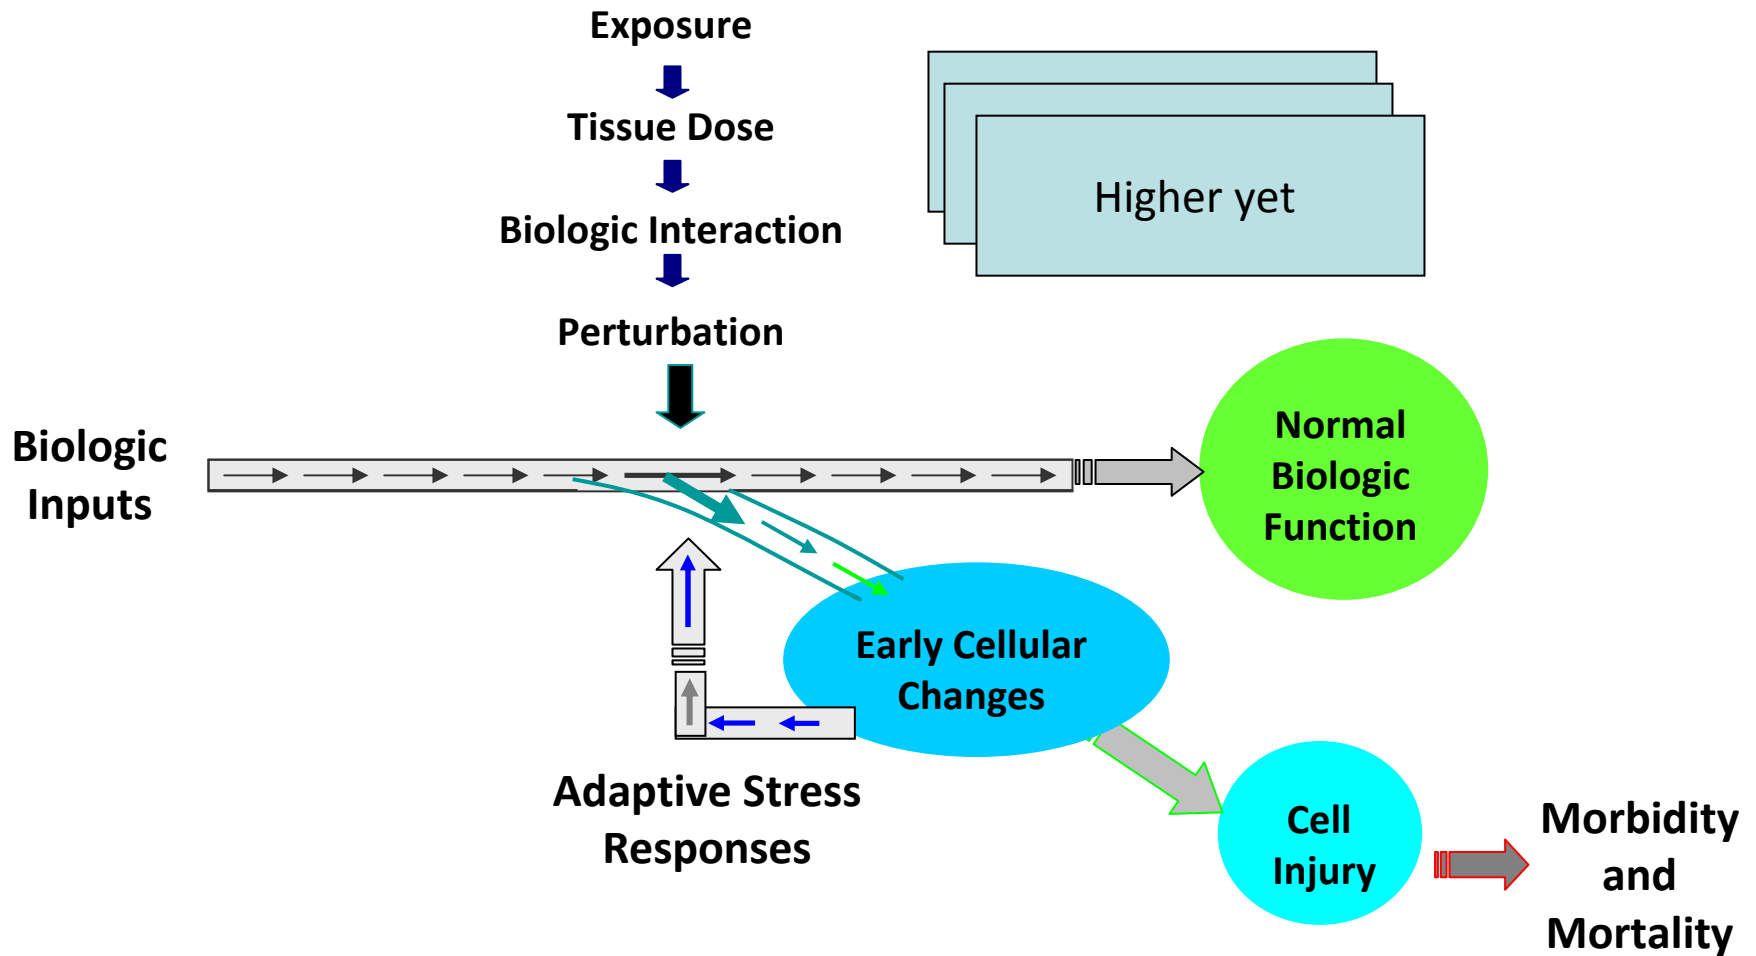 Exposure
Tissue Dose
Higher yet
Biologic Interaction
Perturbation
Biologic
Inputs
Normal
Biologic
Function
Early Cellular
Changes
Adaptive Stress
Responses
Cell
Injury
Morbidity
and
Mortality